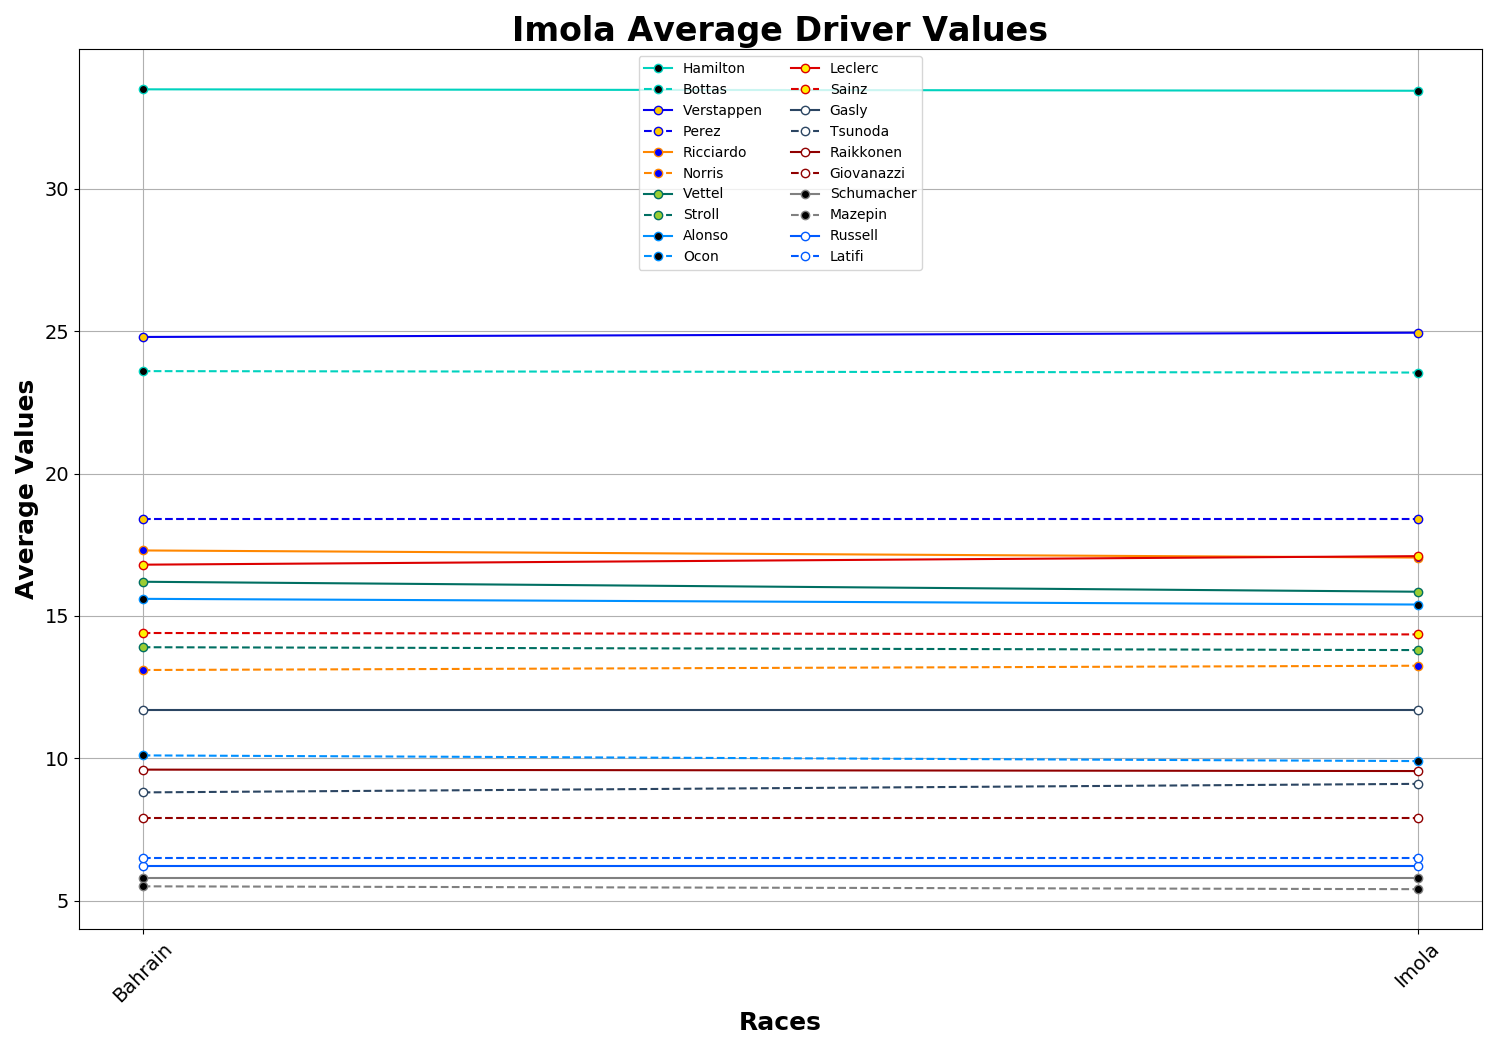 Imola Average Driver Values
Hamilton
Bottas
Verstappen
Perez
Ricciardo
Norris
Vettel
Stroll
Alonso
Ocon
Leclerc
Sainz
Gasly
Tsunoda
Raikkonen
Giovanazzi
Schumacher
Mazepin
Russell
Latifi
Average Values
30
25
20
15
10
5
Bahrain
Imola
Races